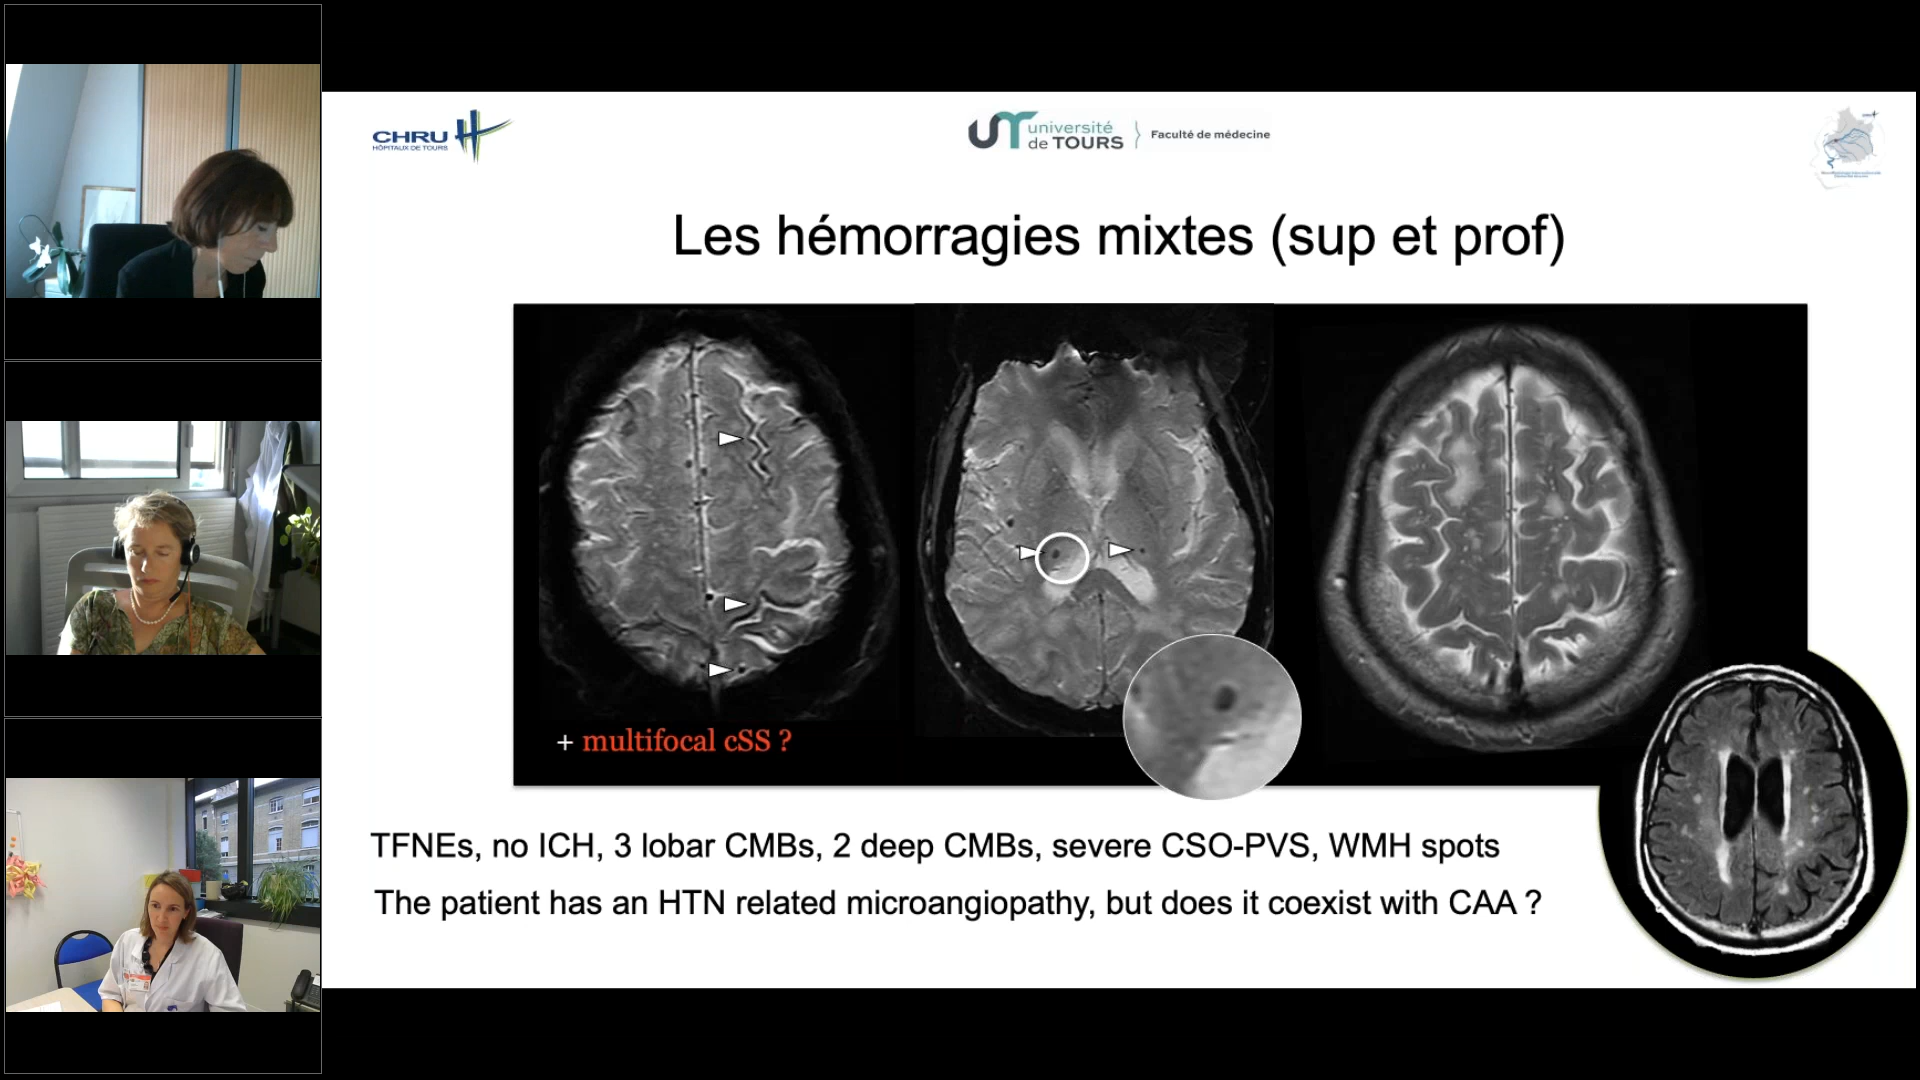 CHRU
HÔPITAUX DE TOURS
université
de TOURS
Faculté de médecine
Les hémorragies mixtes (sup et prof)
+ multifocal cSS ?
TFNEs, no ICH, 3 lobar CMBs, 2 deep CMBs, severe CSO-PVS, WMH spots
The patient has an HTN related microangiopathy, but does it coexist with CAA ?